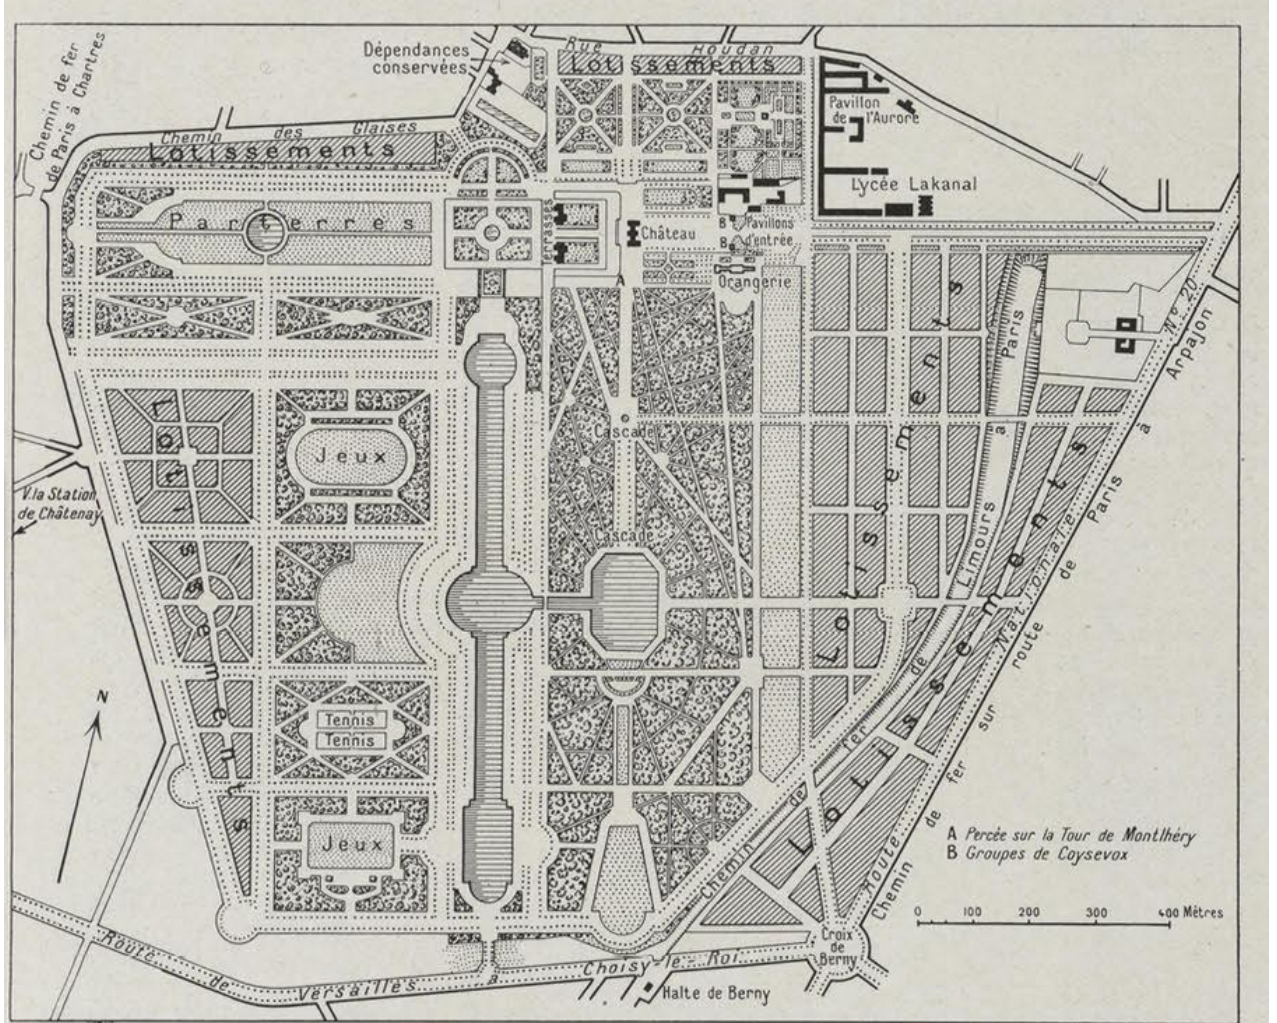 Rue Houdan
Dépendances
conservées
Lotissements
Chemin de fer
de Paris à Chartres
Chemin des Glaises
Lotissements
Pavillon
de l'Aurore
Lycée Lakanal
Parterres
Terrasses
Château
B
Pavillons
d'entrée
B
A
Orangerie
Nº 20
Paris
à
Limours
de
fer
de
Chemin
Arpajon
à
Paris
de
route
sur
fer
de
Chemin
Lotissements
Jeux
Cascade
V. la Station
de Châtenay
Cascade
Lotissements
Lotissements
Route Nationale
N
Tennis
Tennis
Jeux
A Percée sur la Tour de Montlhéry
B Groupes de Coysevox
0 100 200 300 400 Mètres
Croix
de
Berny
Route de Versailles à Choisy-le-Roi
Halte de Berny